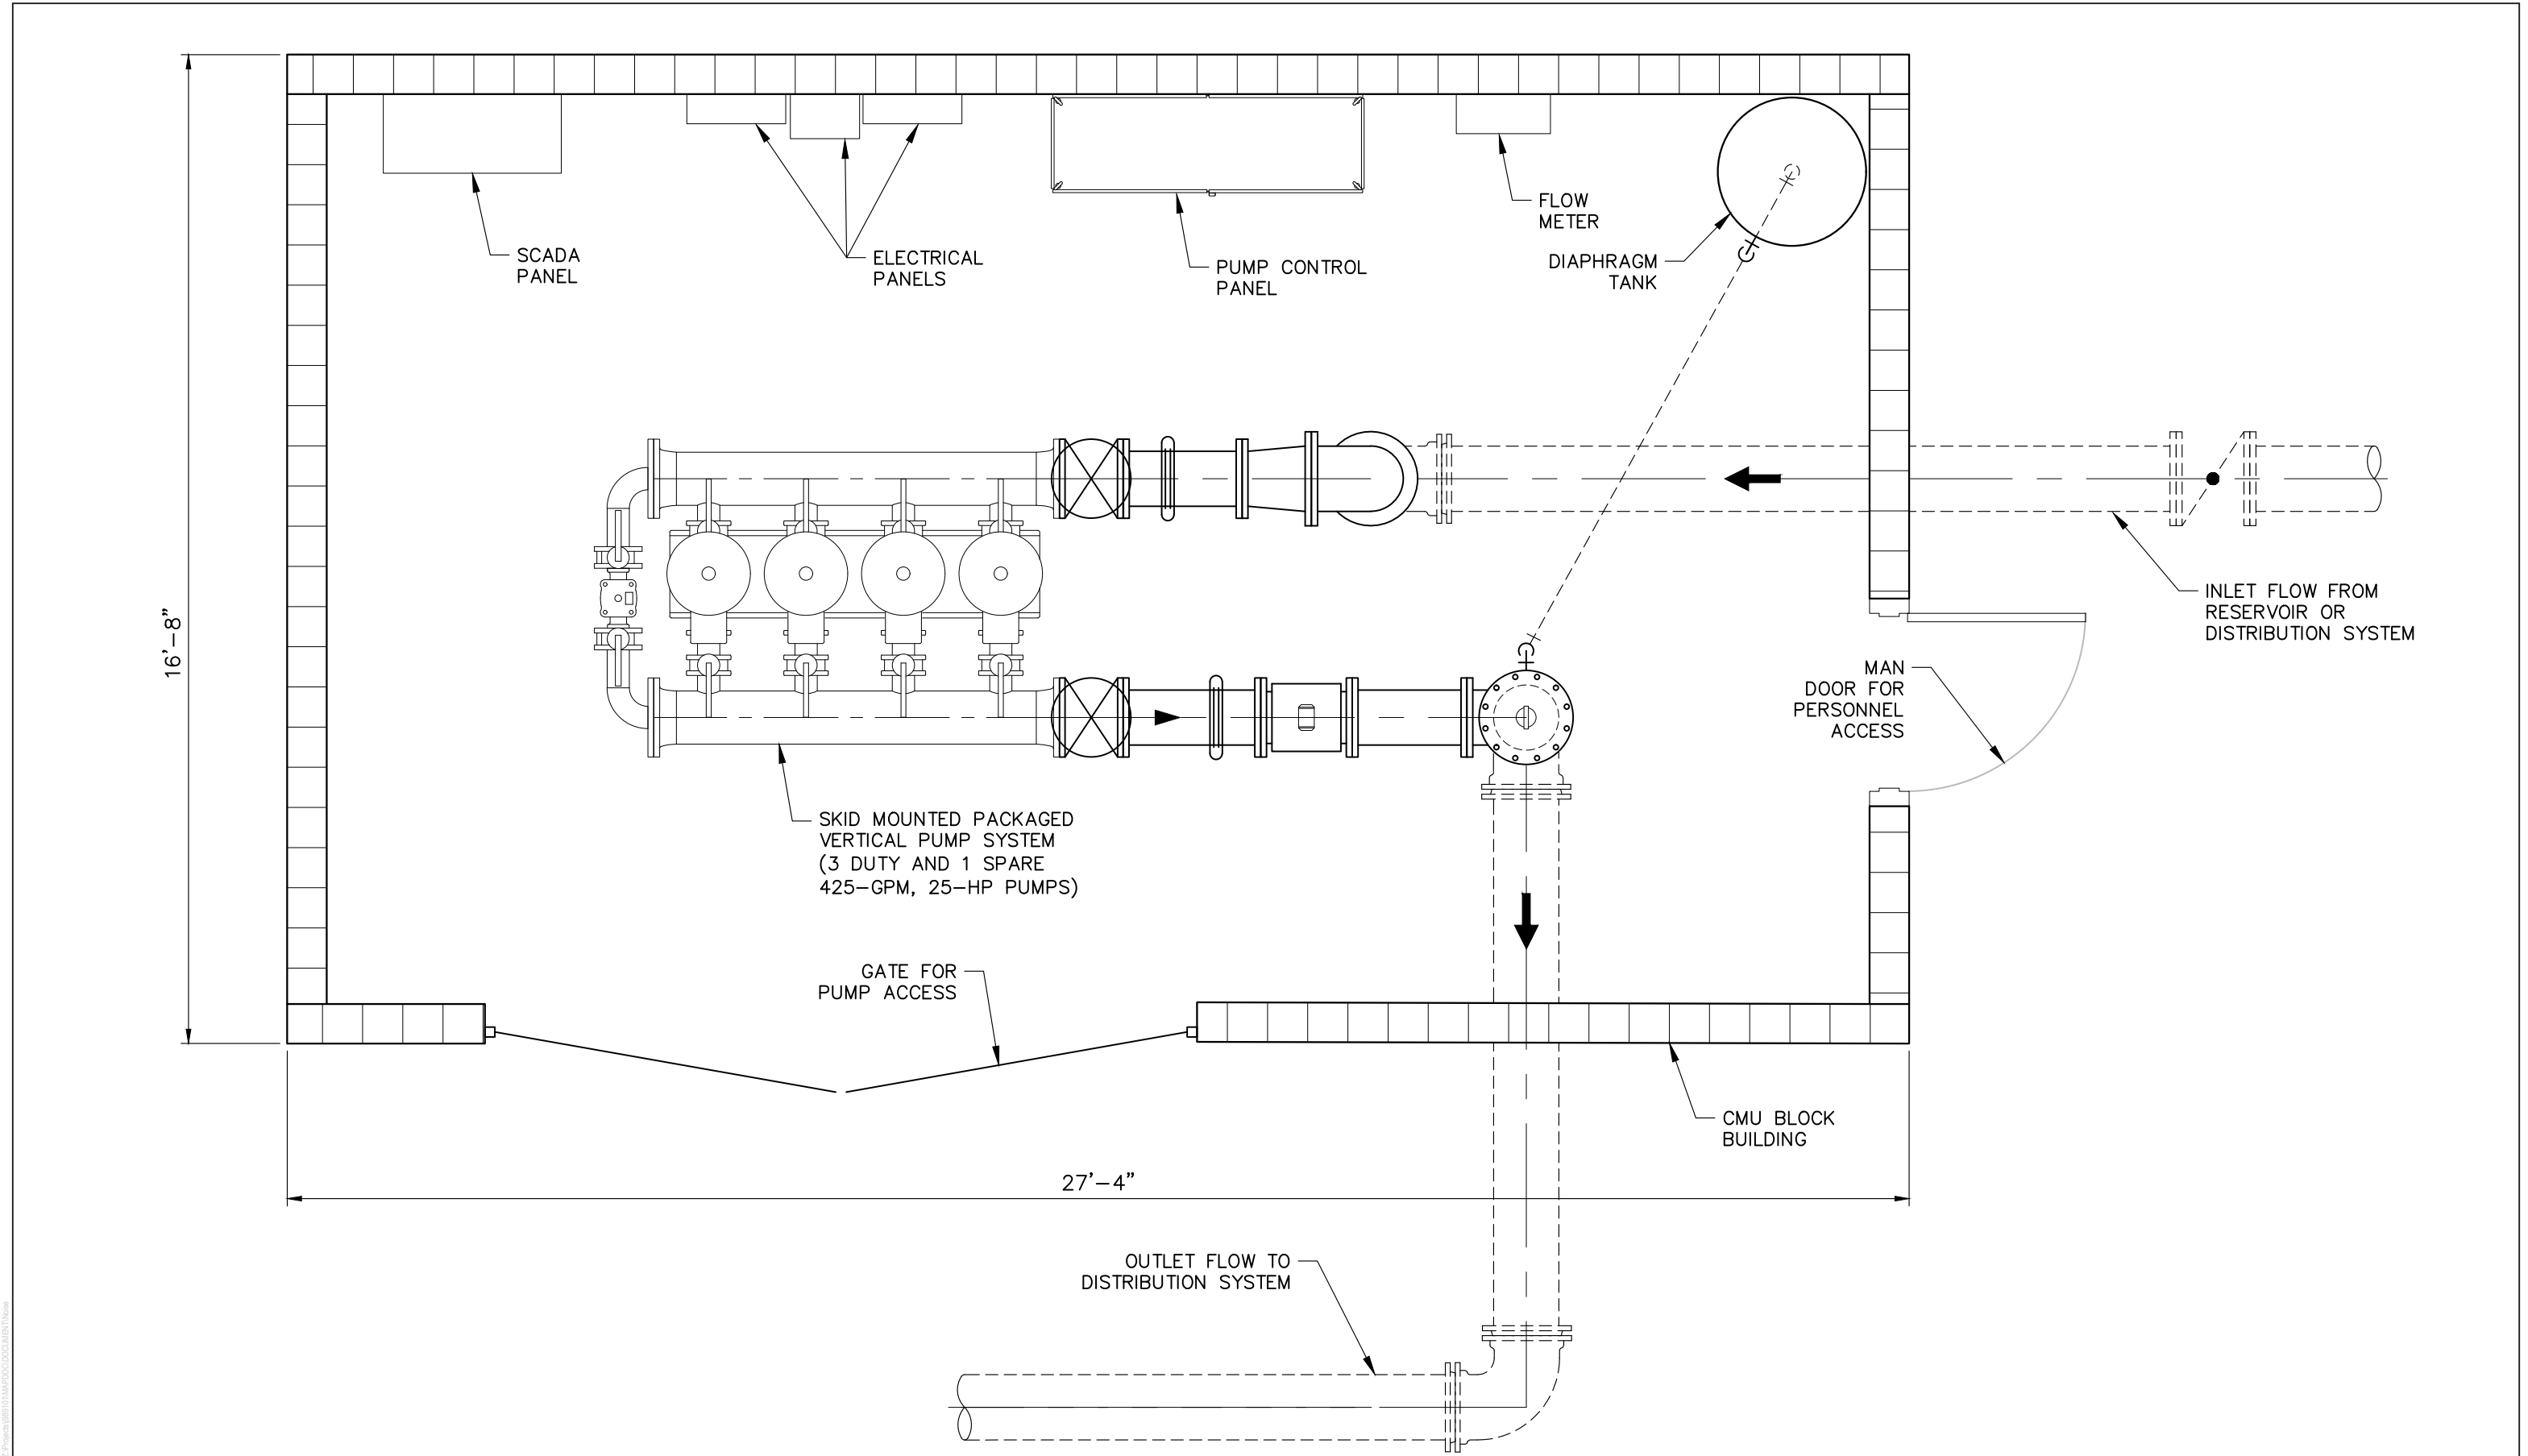 SCADA
PANEL
ELECTRICAL
PANELS
PUMP CONTROL
PANEL
FLOW
METER
DIAPHRAGM
TANK
16'-8"
INLET FLOW FROM
RESERVOIR OR
DISTRIBUTION SYSTEM
MAN
DOOR FOR
PERSONNEL
ACCESS
SKID MOUNTED PACKAGED
VERTICAL PUMP SYSTEM
(3 DUTY AND 1 SPARE
425-GPM, 25-HP PUMPS)
GATE FOR
PUMP ACCESS
CMU BLOCK
BUILDING
27'-4"
OUTLET FLOW TO
DISTRIBUTION SYSTEM